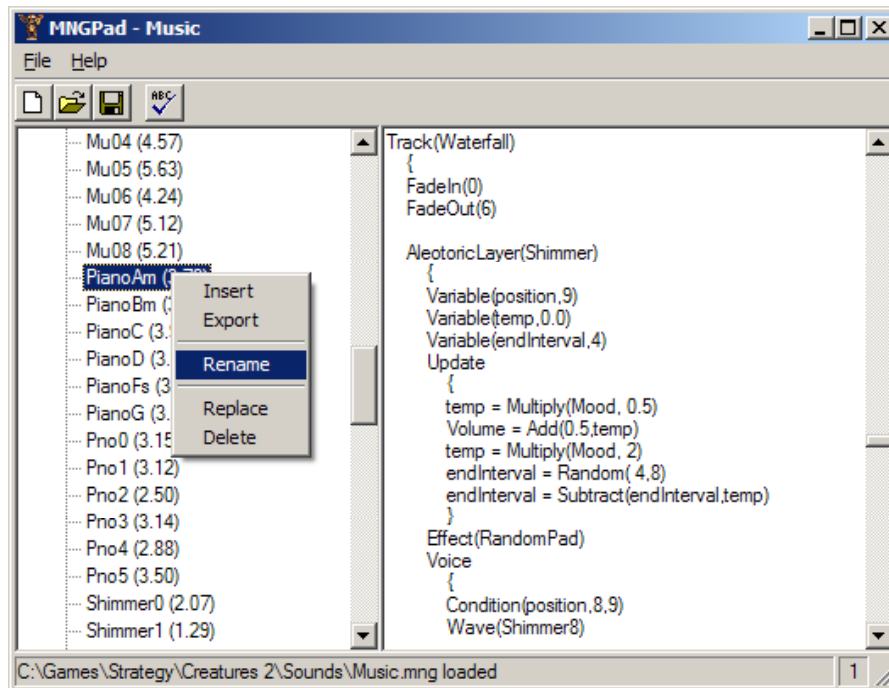 MNGPad - Music
File Help
ABC
Mu04 (4.57)
Mu05 (5.63)
Mu06 (4.24)
Mu07 (5.12)
Mu08 (5.21)
PianoAm
PianoBm
PianoC (3.
PianoD (3.
PianoFs (3
PianoG (3.
Pno0 (3.15
Pno1 (3.12)
Pno2 (2.50)
Pno3 (3.14)
Pno4 (2.88)
Pno5 (3.50)
Shimmer0 (2.07)
Shimmer1 (1.29)
Insert
Export
Rename
Replace
Delete
Track(Waterfall)
{
FadeIn(0)
FadeOut(6)
AleotoricLayer(Shimmer)
{
Variable(position,9)
Variable(temp,0.0)
Variable(endInterval,4)
Update
{
temp = Multiply(Mood, 0.5)
Volume = Add(0.5,temp)
temp = Multiply(Mood, 2)
endInterval = Random( 4,8)
endInterval = Subtract(endInterval,temp)
}
Effect(RandomPad)
Voice
{
Condition(position,8,9)
Wave(Shimmer8)
C:\Games\Strategy\Creatures 2\Sounds\Music.mng loaded
1